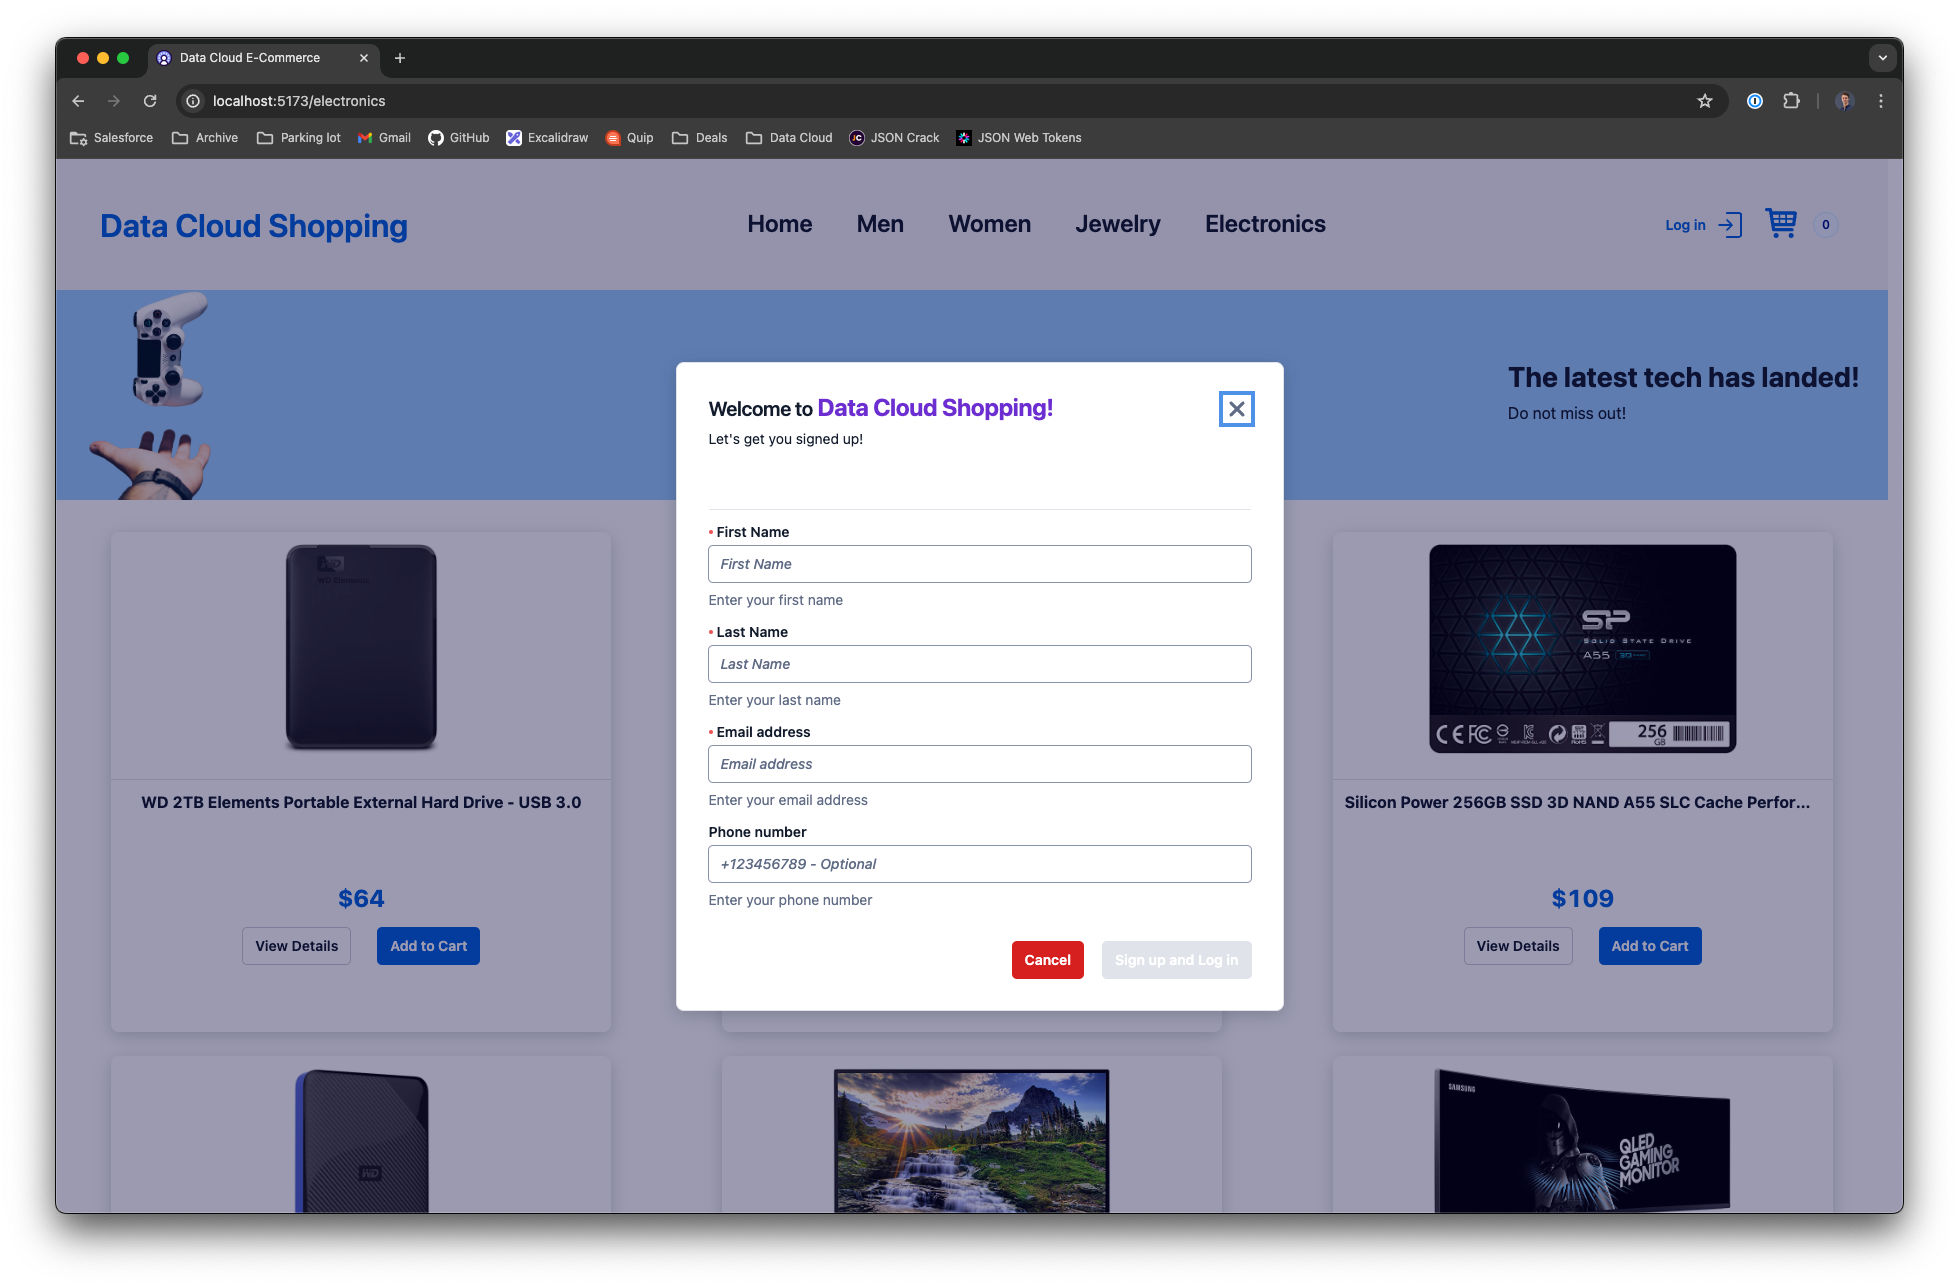 Data Cloud E-Commerce
localhost:5173/electronics
Salesforce Archive Parking lot Gmail GitHub Excalidraw Quip Deals Data Cloud JSON Crack JSON Web Tokens
Data Cloud Shopping
Home Men Women Jewelry Electronics
Log in 0
The latest tech has landed!
Do not miss out!
Welcome to Data Cloud Shopping!
Let's get you signed up!
• First Name
First Name
Enter your first name
• Last Name
Last Name
Enter your last name
• Email address
Email address
Enter your email address
Phone number
+123456789 - Optional
Enter your phone number
Cancel Sign up and Log in
WD
WD Elements
WD 2TB Elements Portable External Hard Drive - USB 3.0
$64
View Details Add to Cart
SP
SOLID STATE DRIVE
A55 3D
256
GB
Silicon Power 256GB SSD 3D NAND A55 SLC Cache Perfor...
$109
View Details Add to Cart
WD
SAMSUNG
QLED
GAMING
MONITOR